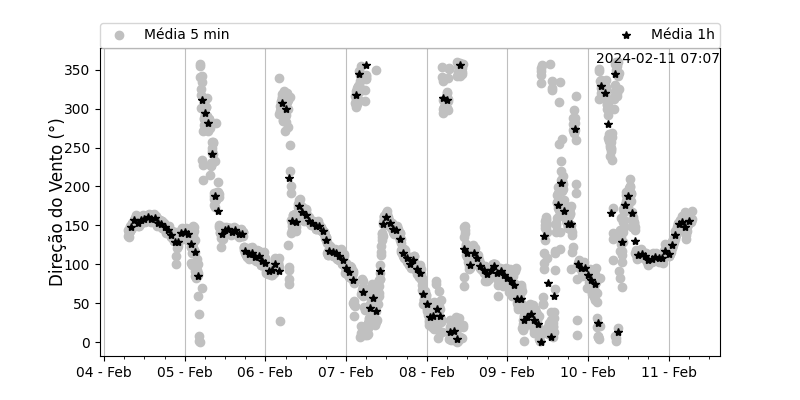 Média 5 min
Média 1h
2024-02-11 07:07
Direção do Vento (°)
350
300
250
200
150
100
50
0
04 - Feb
05 - Feb
06 - Feb
07 - Feb
08 - Feb
09 - Feb
10 - Feb
11 - Feb